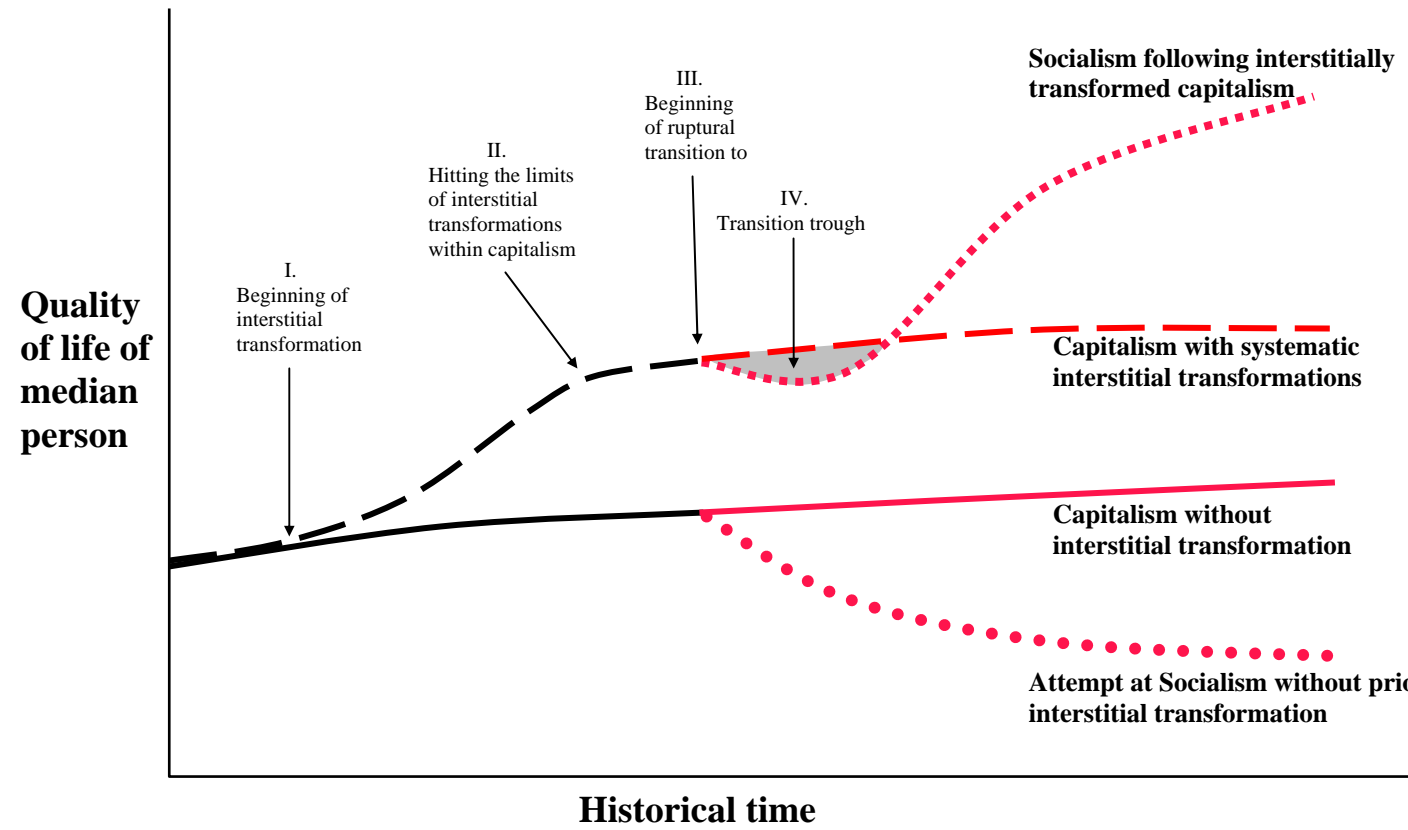 Socialism following interstitially
transformed capitalism
III.
Beginning
of ruptural
transition to
II.
Hitting the limits
of interstitial
transformations
within capitalism
IV.
Transition trough
I.
Beginning of
interstitial
transformation
Quality
of life of
median
person
Capitalism with systematic
interstitial transformations
Capitalism without
interstitial transformation
Attempt at Socialism without prio
interstitial transformation
Historical time